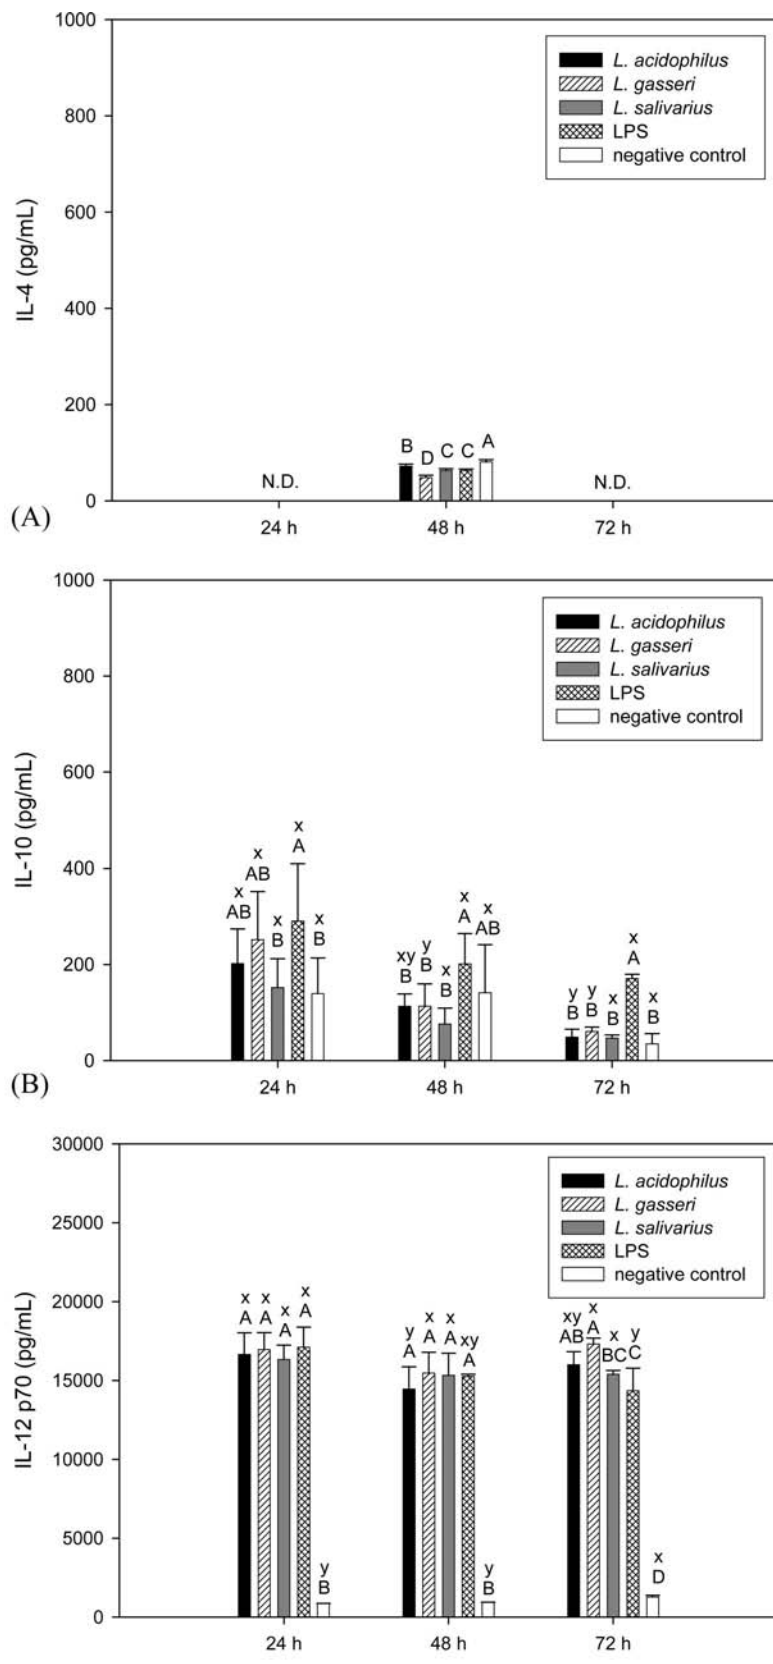 1000
800
600
400
200
0
IL-4 (pg/mL)
L. acidophilus
L. gasseri
L. salivarius
LPS
negative control
N.D.
B
D
C
C
A
N.D.
(A)
24 h
48 h
72 h
1000
800
600
400
200
0
IL-10 (pg/mL)
L. acidophilus
L. gasseri
L. salivarius
LPS
negative control
x
AB
x
AB
x
B
x
A
x
B
xy
B
y
B
x
B
x
A
x
AB
y
B
y
B
x
B
x
A
x
B
(B)
24 h
48 h
72 h
30000
25000
20000
15000
10000
5000
0
IL-12 p70 (pg/mL)
L. acidophilus
L. gasseri
L. salivarius
LPS
negative control
x
A
x
A
x
A
x
A
y
B
y
A
x
A
x
A
xy
A
y
B
xy
AB
x
A
x
BC
y
C
x
D
24 h
48 h
72 h